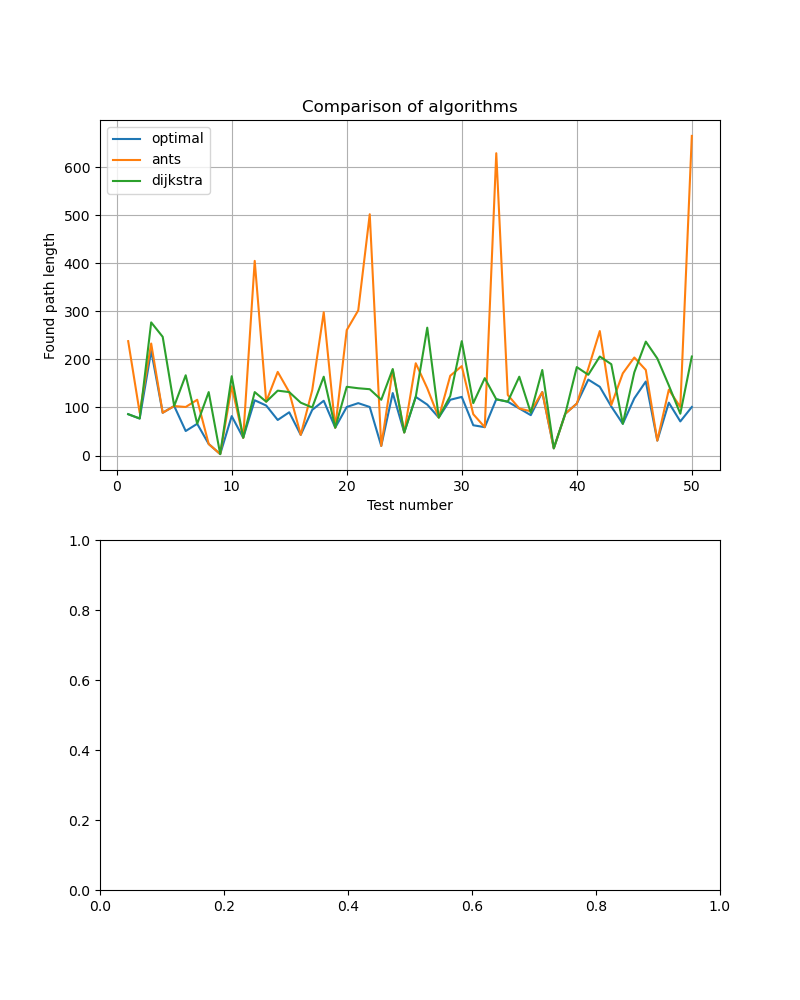 Comparison of algorithms
optimal
ants
dijkstra
Found path length
600
500
400
300
200
100
0
0 10 20 30 40 50
Test number
1.0
0.8
0.6
0.4
0.2
0.0
0.0 0.2 0.4 0.6 0.8 1.0